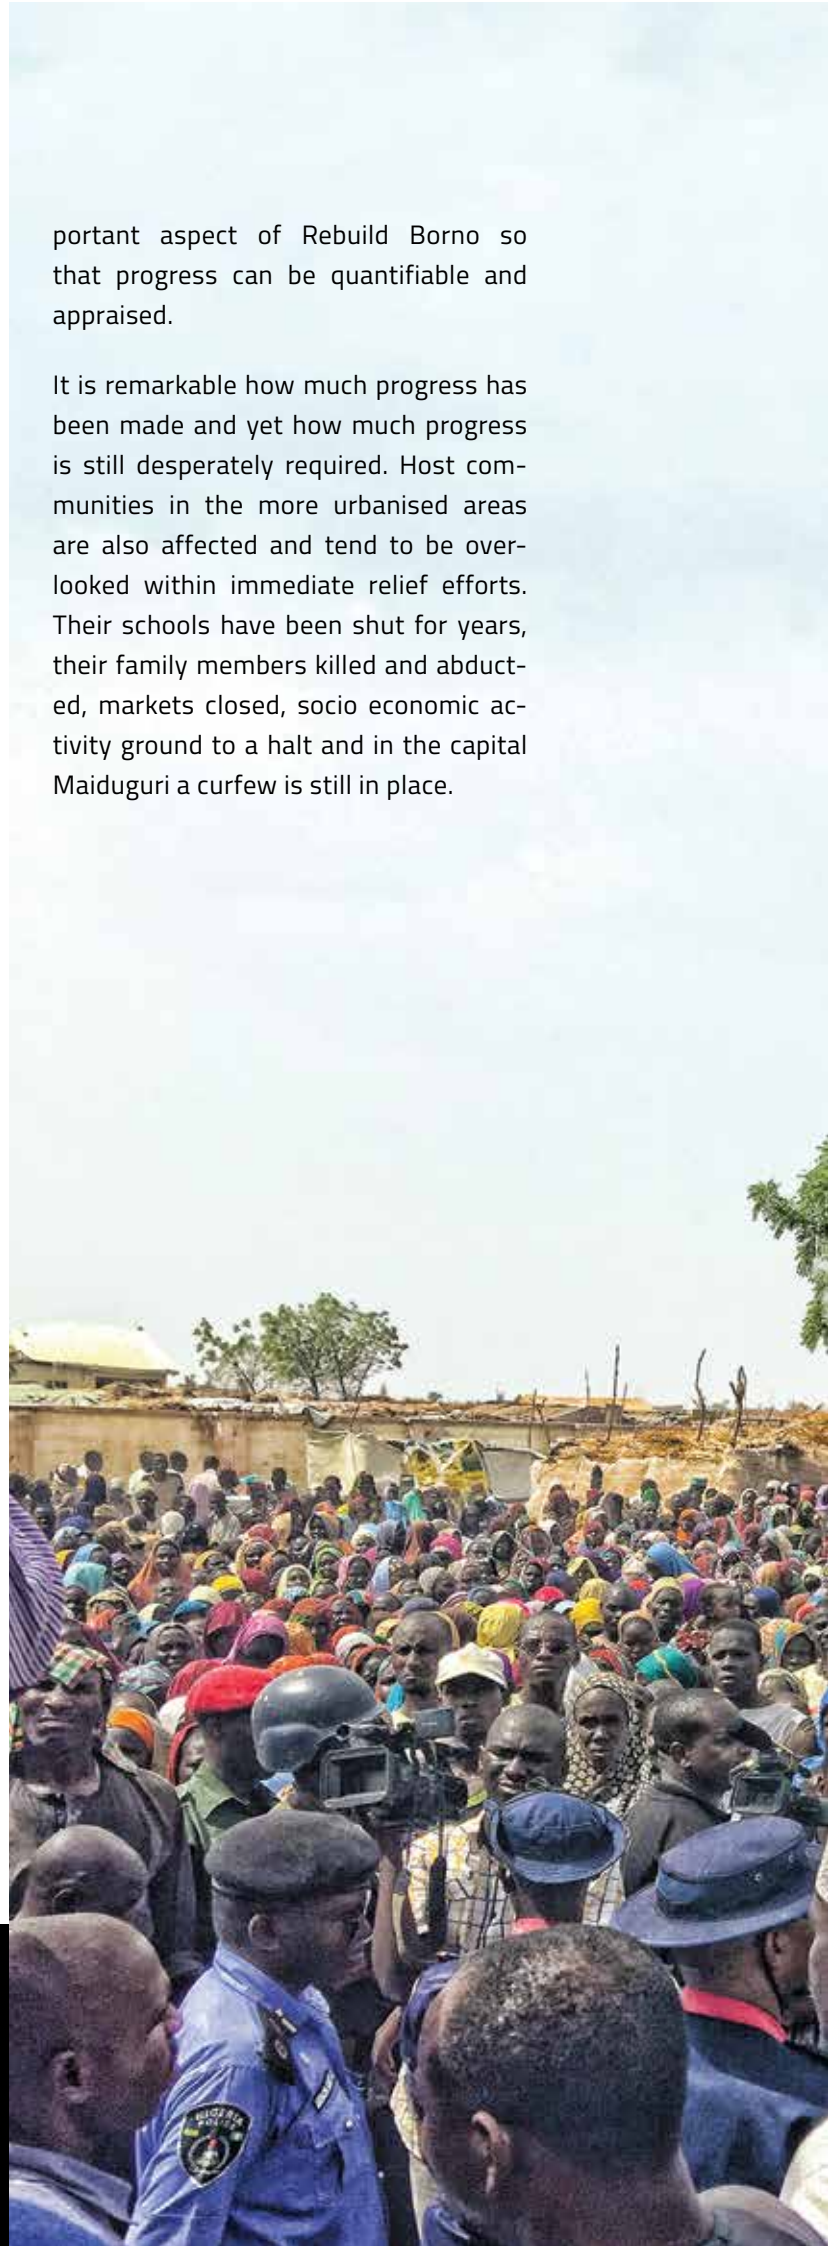 portant aspect of Rebuild Borno so
that progress can be quantifiable and
appraised.
It is remarkable how much progress has
been made and yet how much progress
is still desperately required. Host com-
munities in the more urbanised areas
are also affected and tend to be over-
looked within immediate relief efforts.
Their schools have been shut for years,
their family members killed and abduct-
ed, markets closed, socio economic ac-
tivity ground to a halt and in the capital
Maiduguri a curfew is still in place.
NIGERIA
POLICE